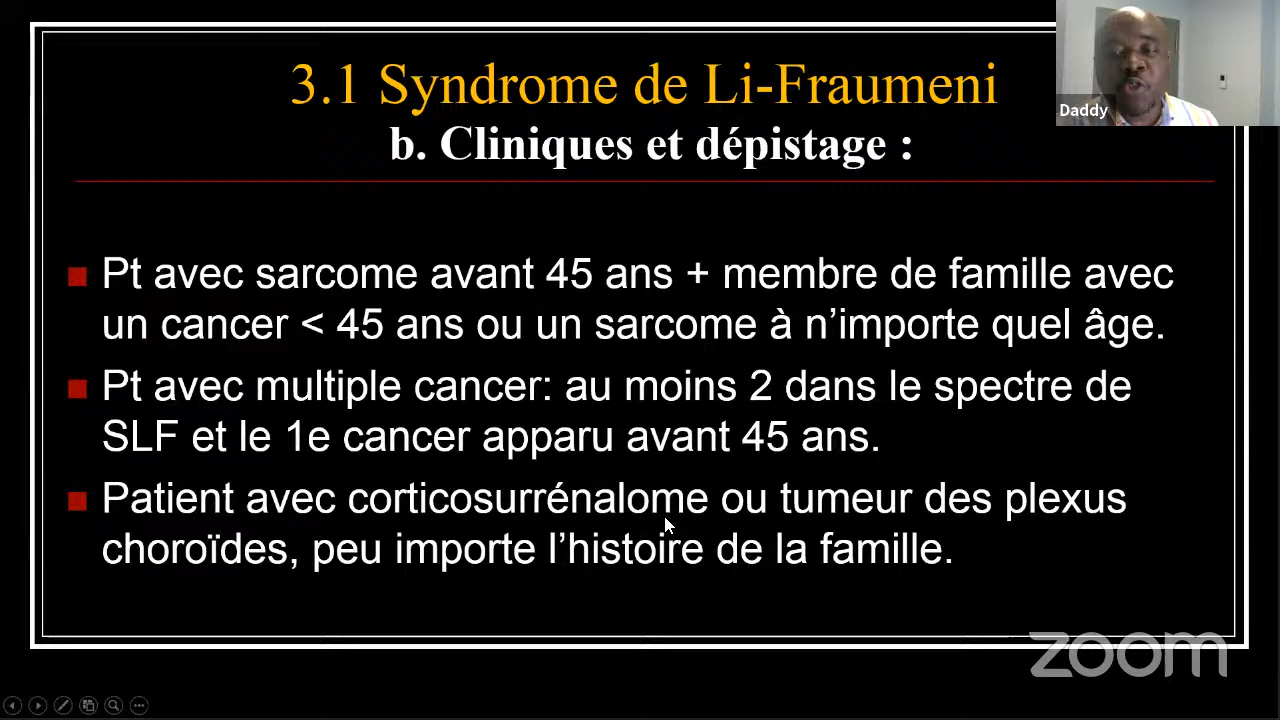 3.1 Syndrome de Li-Fraumeni
b. Cliniques et dépistage :
Daddy
Pt avec sarcome avant 45 ans + membre de famille avec
un cancer < 45 ans ou un sarcome à n’importe quel âge.
Pt avec multiple cancer: au moins 2 dans le spectre de
SLF et le 1e cancer apparu avant 45 ans.
Patient avec corticosurrénalome ou tumeur des plexus
choroïdes, peu importe l’histoire de la famille.
zoom